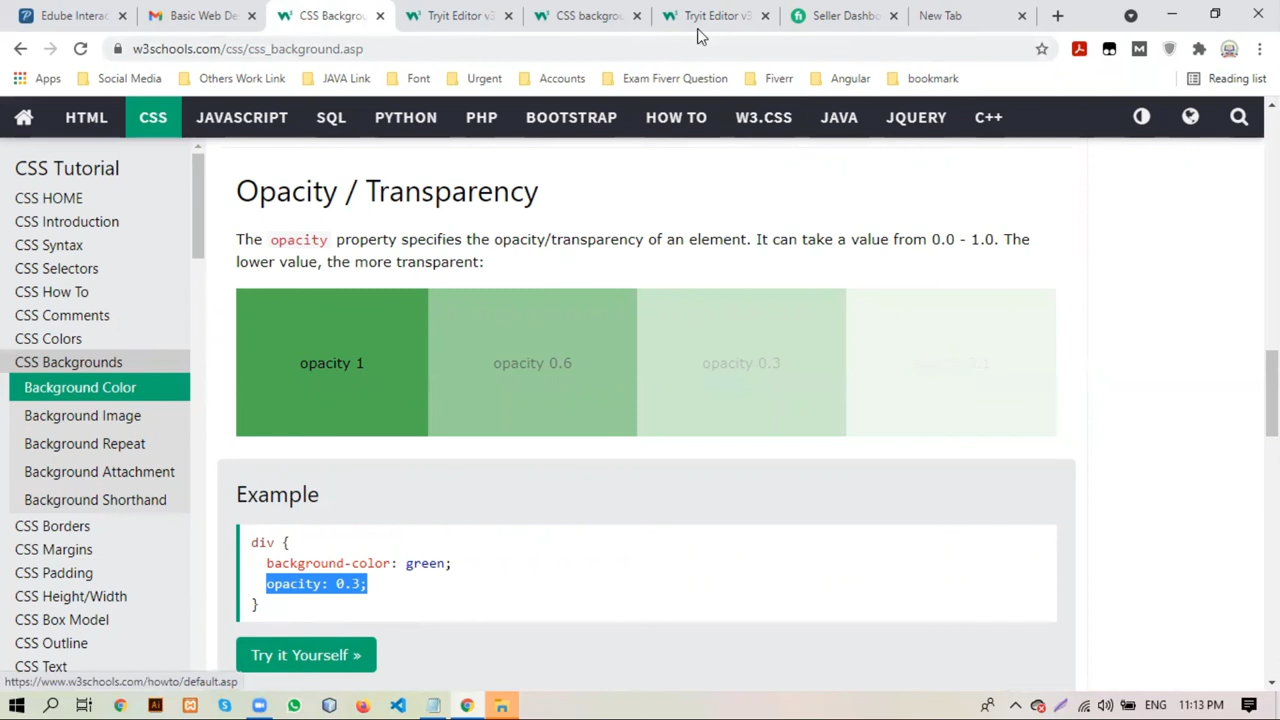 Edube Intera
Basic Web De
CSS Backgrou
Tryit Editor v3
CSS backgrou
Tryit Editor v3
Seller Dashbo
New Tab
w3schools.com/css/css_background.asp
Apps
Social Media
Others Work Link
JAVA Link
Font
Urgent
Accounts
Exam Fiverr Question
Fiverr
Angular
bookmark
Reading list
HTML
CSS
JAVASCRIPT
SQL
PYTHON
PHP
BOOTSTRAP
HOW TO
W3.CSS
JAVA
JQUERY
C++
CSS Tutorial
CSS HOME
CSS Introduction
CSS Syntax
CSS Selectors
CSS How To
CSS Comments
CSS Colors
CSS Backgrounds
Background Color
Background Image
Background Repeat
Background Attachment
Background Shorthand
CSS Borders
CSS Margins
CSS Padding
CSS Height/Width
CSS Box Model
CSS Outline
CSS Text
Opacity / Transparency
The opacity property specifies the opacity/transparency of an element. It can take a value from 0.0 - 1.0. The
lower value, the more transparent:
opacity 1
opacity 0.6
opacity 0.3
Example
div {
background-color: green;
opacity: 0.3;
}
Try it Yourself »
https://www.w3schools.com/howto/default.asp
ENG
11:13 PM